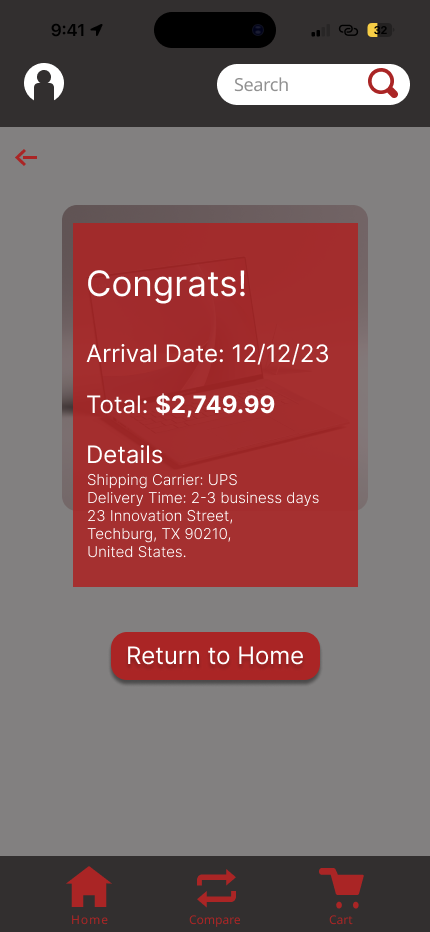 9:41
32
Search
Congrats!
Arrival Date: 12/12/23
Total: $2,749.99
Details
Shipping Carrier: UPS
Delivery Time: 2-3 business days
23 Innovation Street,
Techburg, TX 90210,
United States.
Return to Home
Home
Compare
Cart